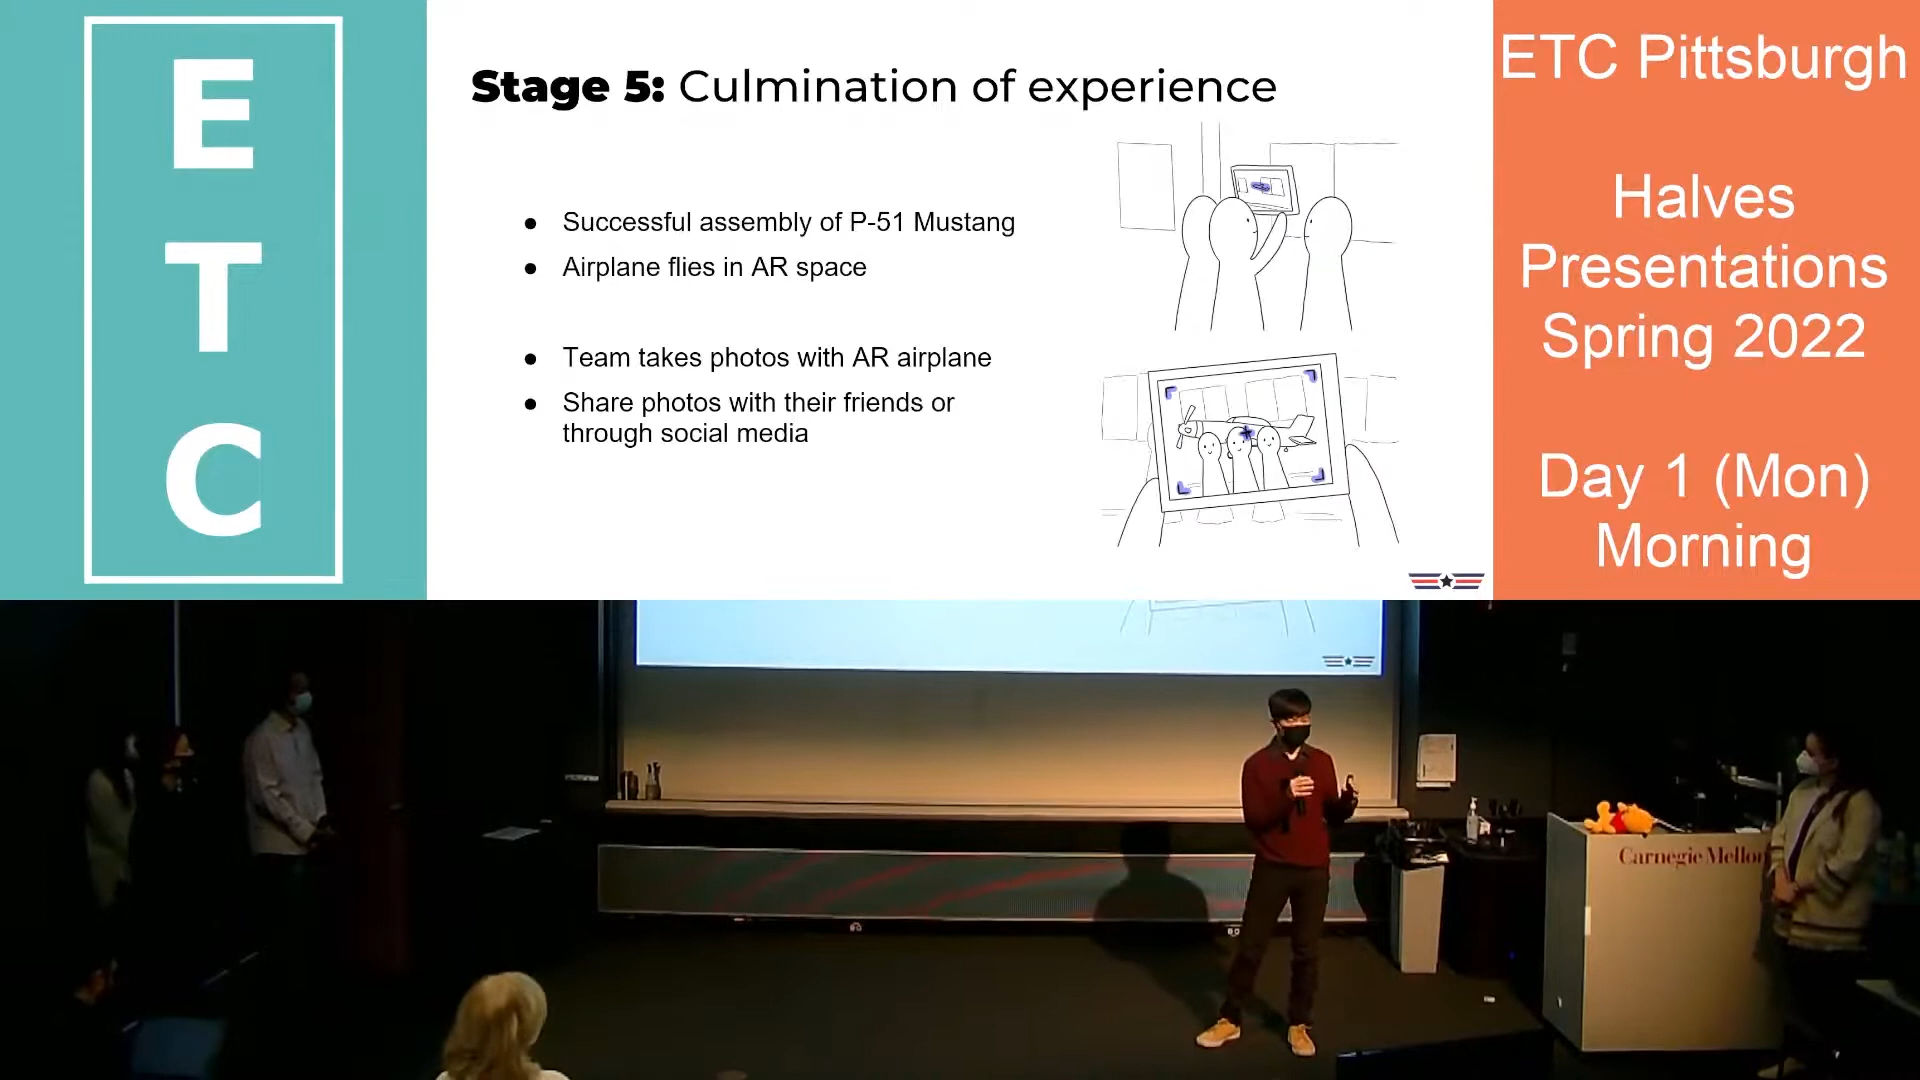 E
T
C
Stage 5: Culmination of experience
● Successful assembly of P-51 Mustang
● Airplane flies in AR space
● Team takes photos with AR airplane
● Share photos with their friends or
through social media
ETC Pittsburgh
Halves
Presentations
Spring 2022
Day 1 (Mon)
Morning
Carnegie Mellon